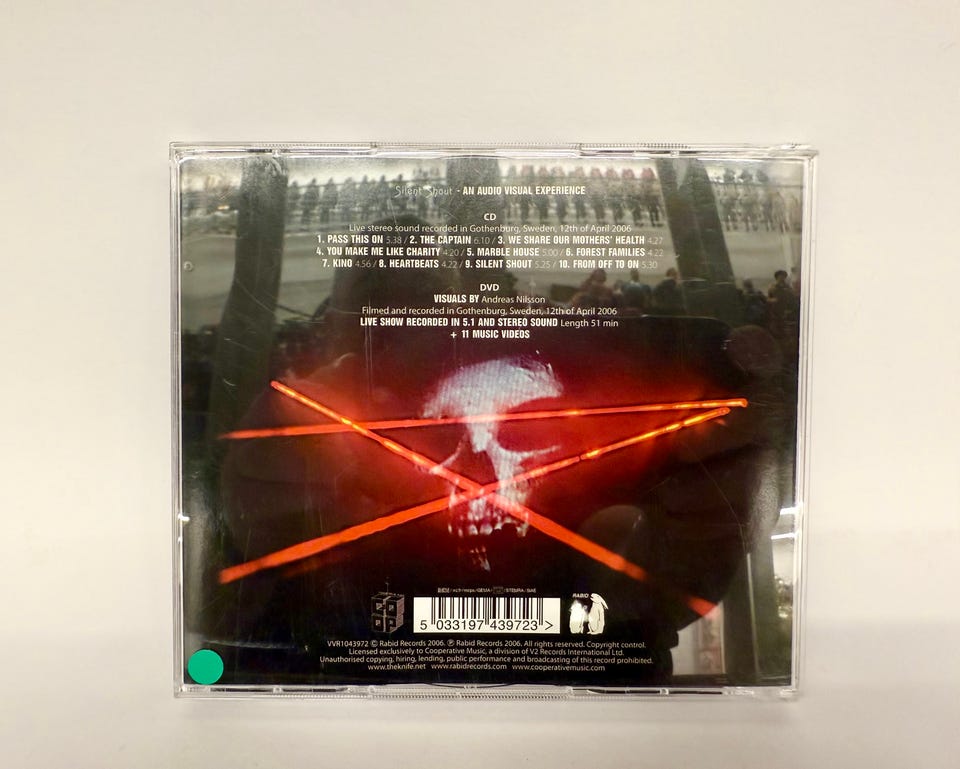 Silent Shout - AN AUDIO VISUAL EXPERIENCE
CD
Live stereo sound recorded in Gothenburg, Sweden, 12th of April 2006
1. PASS THIS ON 5.38 / 2. THE CAPTAIN 6.10 / 3. WE SHARE OUR MOTHERS' HEALTH 4.27
4. YOU MAKE ME LIKE CHARITY 4.20 / 5. MARBLE HOUSE 5.00 / 6. FOREST FAMILIES 4.22
7. KINO 4.56 / 8. HEARTBEATS 4.22 / 9. SILENT SHOUT 5.25 / 10. FROM OFF TO ON 5.30
DVD
VISUALS BY Andreas Nilsson
Filmed and recorded in Gothenburg, Sweden, 12th of April 2006
LIVE SHOW RECORDED IN 5.1 AND STEREO SOUND Length 51 min
+ 11 MUSIC VIDEOS
CO
OP
BIEM / ncb / mcps / GEMA / STEMRA / SIAE
RABID
5 033197 439723 >
VVR1043972 © Rabid Records 2006. ℗ Rabid Records 2006. All rights reserved. Copyright control.
Licensed exclusively to Cooperative Music, a division of V2 Records International Ltd.
Unauthorised copying, hiring, lending, public performance and broadcasting of this record prohibited.
www.theknife.net www.rabidrecords.com www.cooperativemusic.com